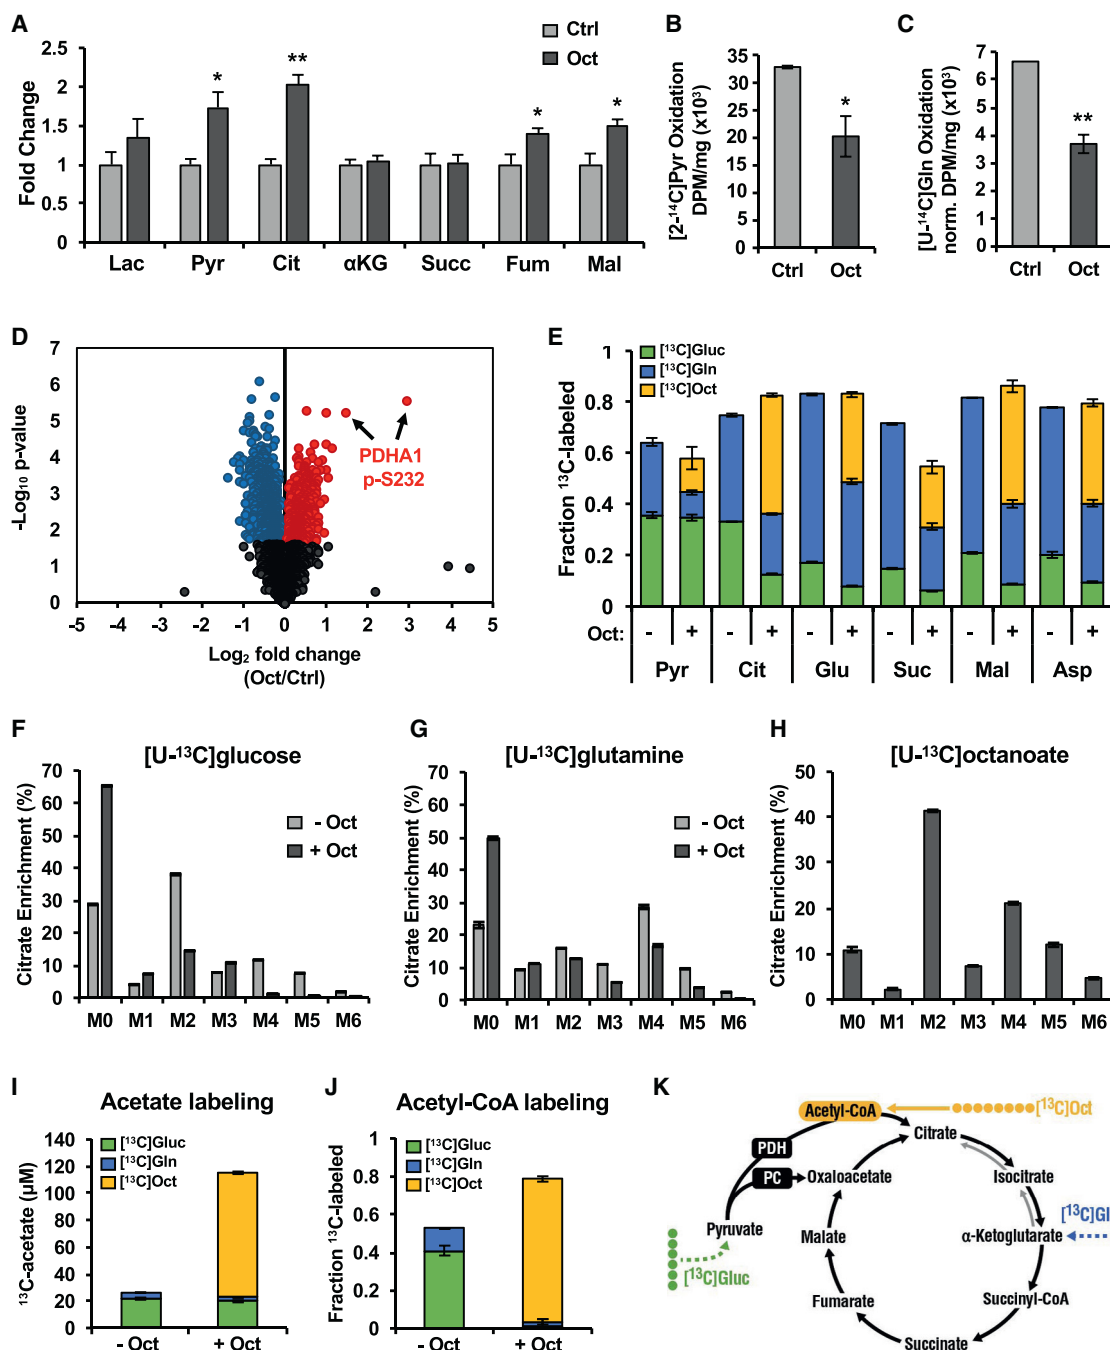 A
Ctrl
Oct
Fold Change
2.5
2
1.5
1
0.5
0
*
**
*
*
Lac Pyr Cit αKG Succ Fum Mal
B
[2-¹⁴C]Pyr Oxidation
DPM/mg (x10³)
35
30
25
20
15
10
5
0
*
Ctrl Oct
C
[U-¹⁴C]Gln Oxidation
norm. DPM/mg (x10³)
7
6
5
4
3
2
1
0
**
Ctrl Oct
D
-Log₁₀ p-value
7
6
5
4
3
2
1
0
PDHA1
p-S232
-5 -4 -3 -2 -1 0 1 2 3 4 5
Log₂ fold change
(Oct/Ctrl)
E
[¹³C]Gluc
[¹³C]Gln
[¹³C]Oct
Fraction ¹³C-labeled
1
0.8
0.6
0.4
0.2
0
Oct: - + - + - + - + - + - +
Pyr Cit Glu Suc Mal Asp
F
[U-¹³C]glucose
Citrate Enrichment (%)
70
60
50
40
30
20
10
0
- Oct
+ Oct
M0 M1 M2 M3 M4 M5 M6
G
[U-¹³C]glutamine
Citrate Enrichment (%)
70
60
50
40
30
20
10
0
- Oct
+ Oct
M0 M1 M2 M3 M4 M5 M6
H
[U-¹³C]octanoate
Citrate Enrichment (%)
50
40
30
20
10
0
M0 M1 M2 M3 M4 M5 M6
I
Acetate labeling
[¹³C]Gluc
[¹³C]Gln
[¹³C]Oct
¹³C-acetate (μM)
140
120
100
80
60
40
20
0
- Oct + Oct
J
Acetyl-CoA labeling
[¹³C]Gluc
[¹³C]Gln
[¹³C]Oct
Fraction ¹³C-labeled
1
0.8
0.6
0.4
0.2
0
- Oct + Oct
K
Acetyl-CoA
[¹³C]Oct
Citrate
PDH
PC
Oxaloacetate
Isocitrate
Pyruvate
Malate
α-Ketoglutarate
[¹³C]Gl
[¹³C]Gluc
Fumarate
Succinyl-CoA
Succinate